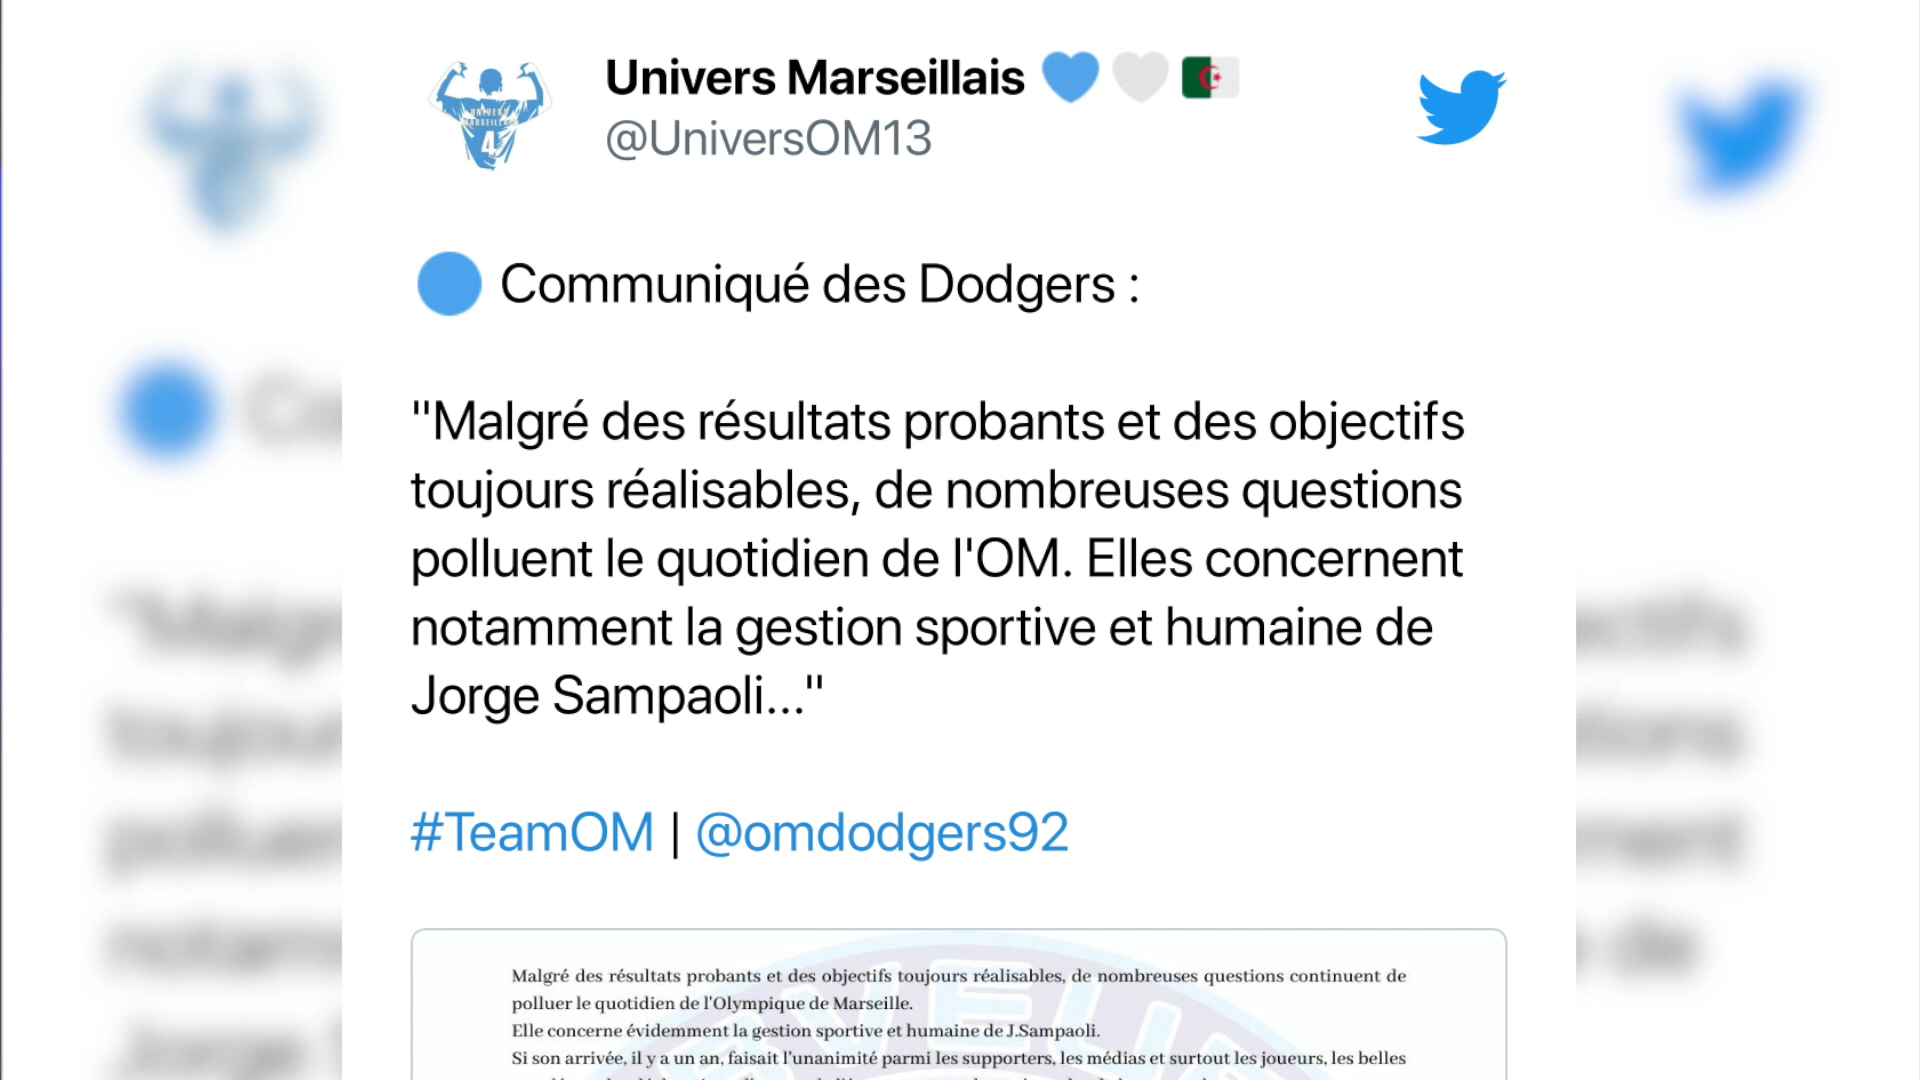 Univers Marseillais
@UniversOM13
UNIVERS
MARSEILLAIS
4
Communiqué des Dodgers :
"Malgré des résultats probants et des objectifs
toujours réalisables, de nombreuses questions
polluent le quotidien de l'OM. Elles concernent
notamment la gestion sportive et humaine de
Jorge Sampaoli..."
#TeamOM | @omdodgers92
Malgré des résultats probants et des objectifs toujours réalisables, de nombreuses questions continuent de
polluer le quotidien de l'Olympique de Marseille.
Elle concerne évidemment la gestion sportive et humaine de J.Sampaoli.
Si son arrivée, il y a un an, faisait l'unanimité parmi les supporters, les médias et surtout les joueurs, les belles